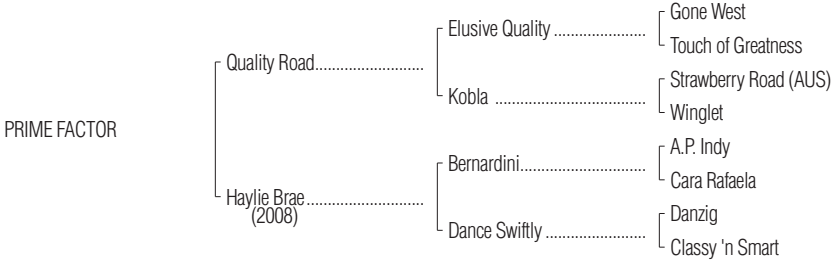 Gone West
Elusive Quality ......................
Touch of Greatness
Quality Road..........................
Strawberry Road (AUS)
Kobla ....................................
Winglet
PRIME FACTOR
A.P. Indy
Bernardini..............................
Cara Rafaela
Haylie Brae............................
(2008)
Danzig
Dance Swiftly ........................
Classy 'n Smart